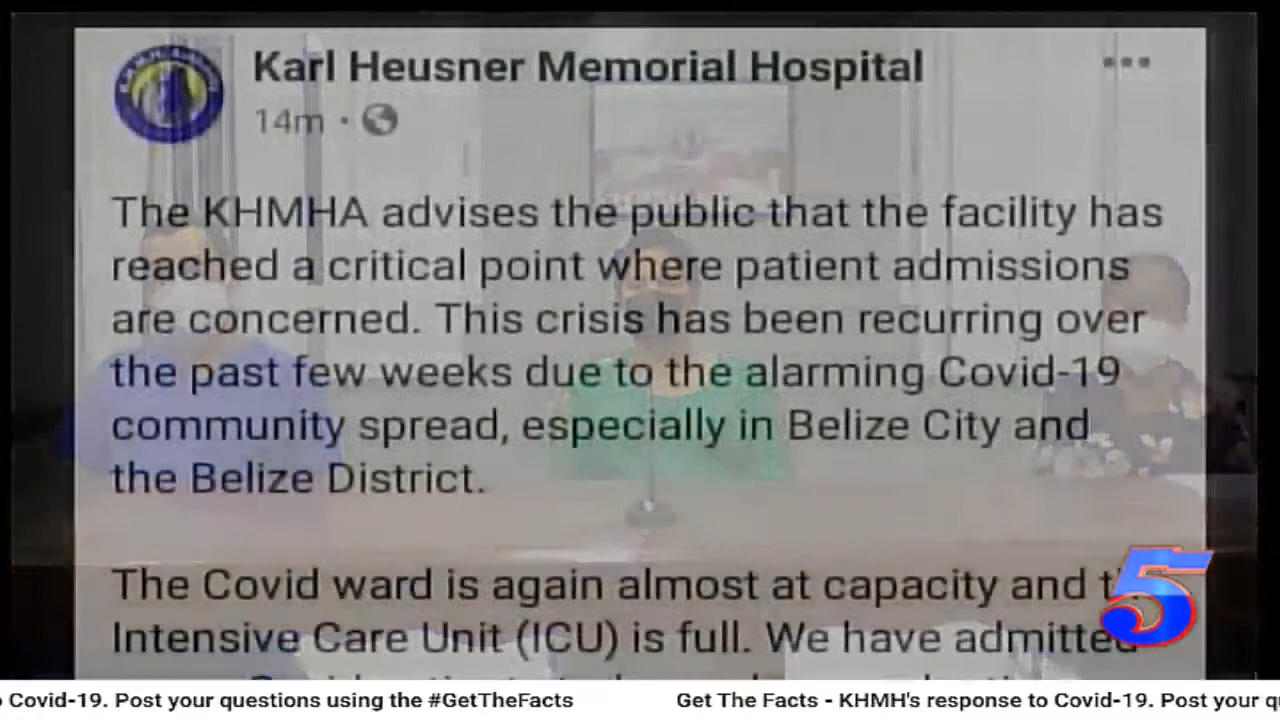 Karl Heusner Memorial Hospital
14m
The KHMHA advises the public that the facility has
reached a critical point where patient admissions
are concerned. This crisis has been recurring over
the past few weeks due to the alarming Covid-19
community spread, especially in Belize City and
the Belize District.
The Covid ward is again almost at capacity and
Intensive Care Unit (ICU) is full. We have admitted
5
Covid-19. Post your questions using the #GetTheFacts
Get The Facts - KHMH's response to Covid-19. Post your